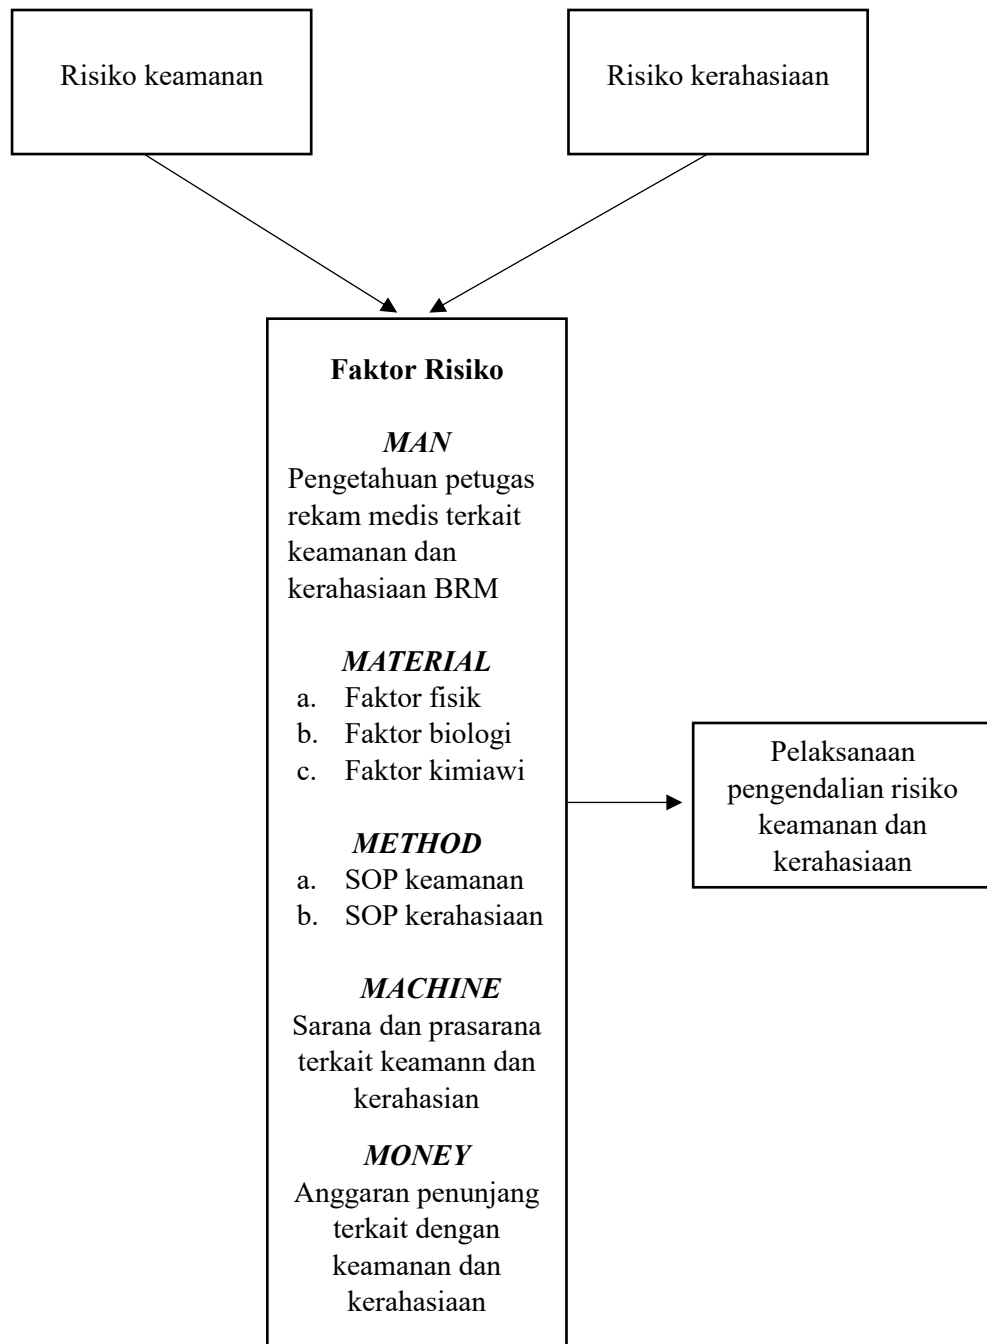 Risiko keamanan
Risiko kerahasiaan
Faktor Risiko
MAN
Pengetahuan petugas
rekam medis terkait
keamanan dan
kerahasiaan BRM
MATERIAL
a. Faktor fisik
b. Faktor biologi
c. Faktor kimiawi
METHOD
a. SOP keamanan
b. SOP kerahasiaan
MACHINE
Sarana dan prasarana
terkait keamann dan
kerahasian
MONEY
Anggaran penunjang
terkait dengan
keamanan dan
kerahasiaan
Pelaksanaan
pengendalian risiko
keamanan dan
kerahasiaan